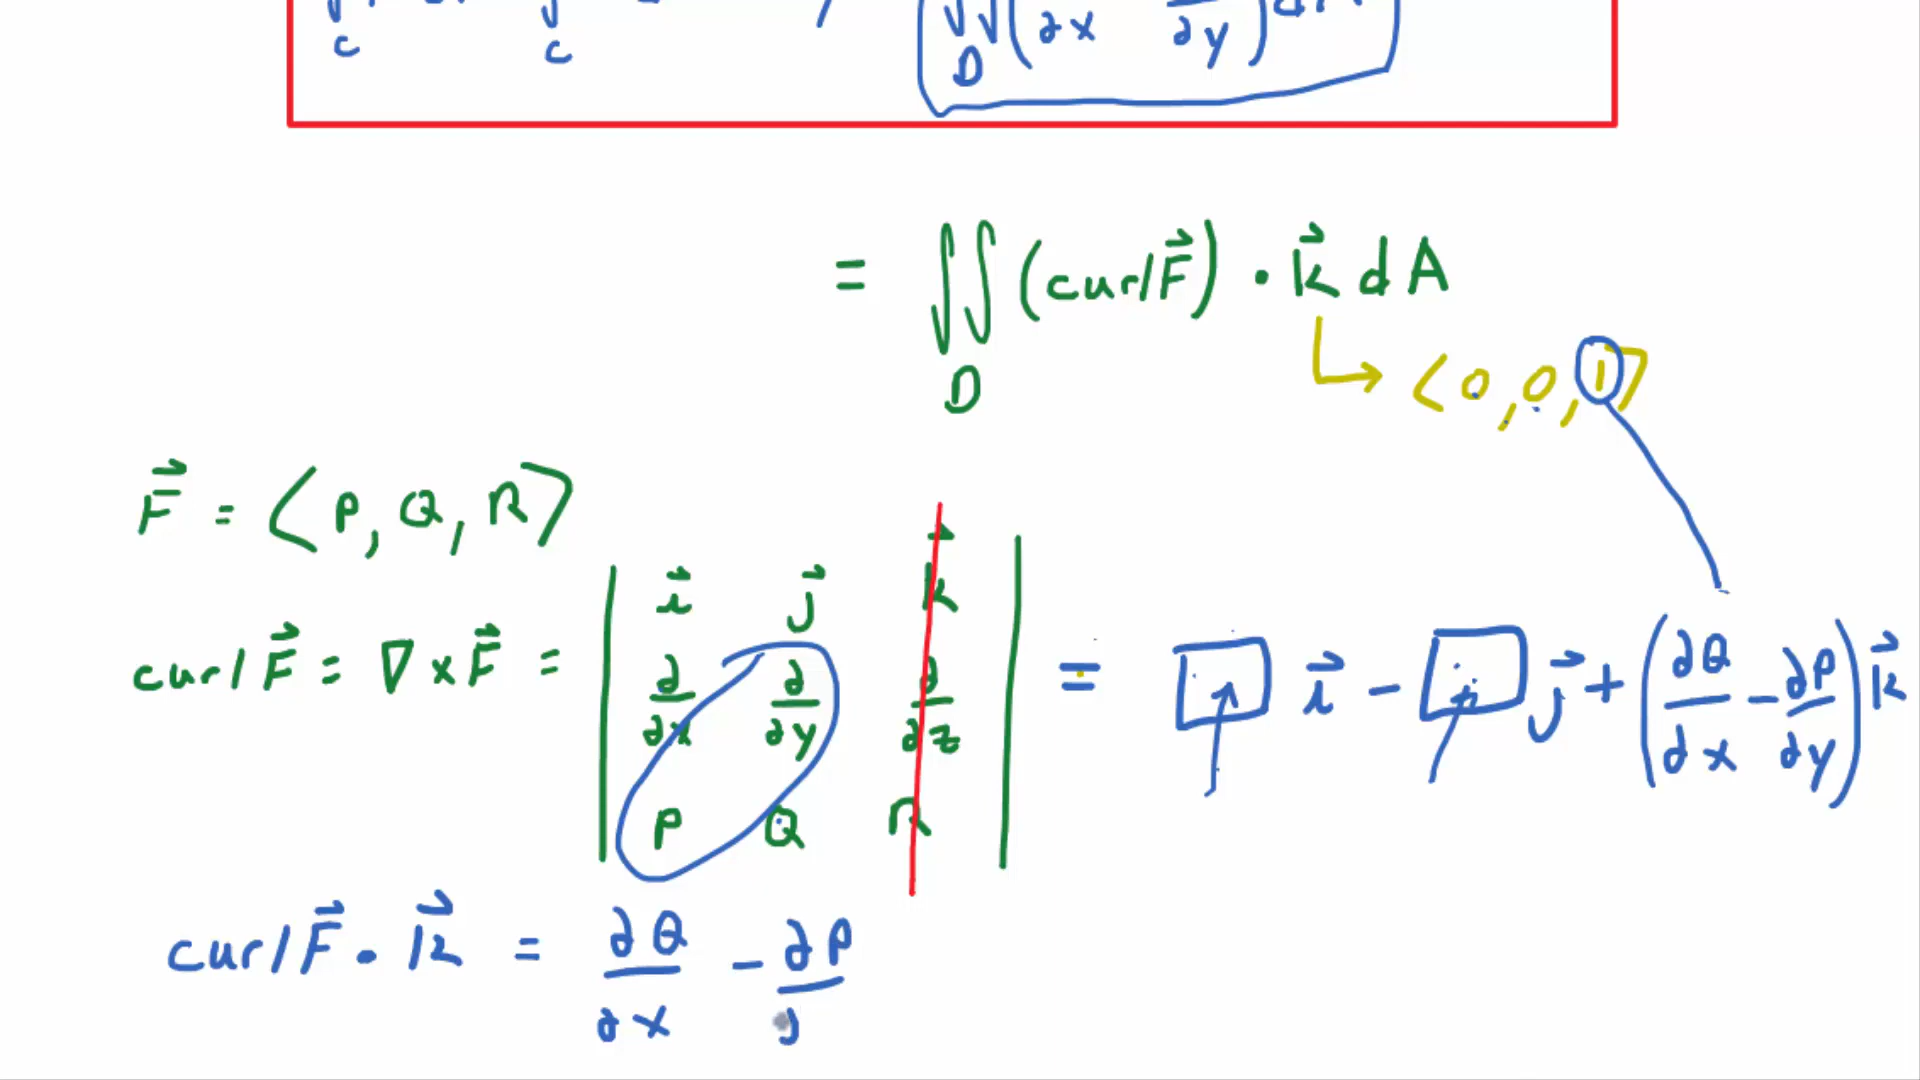 C C D ∂x ∂y
= ∬ (curl F⃗) · k⃗ dA
D
→ ⟨0, 0, 1⟩
F⃗ = ⟨P, Q, R⟩
i⃗ j⃗ k⃗
curl F⃗ = ∇ × F⃗ = | ∂/∂x ∂/∂y ∂/∂z | = □ i⃗ − □ j⃗ + (∂Q/∂x − ∂P/∂y) k⃗
P Q R
curl F⃗ · k⃗ = ∂Q/∂x − ∂P/